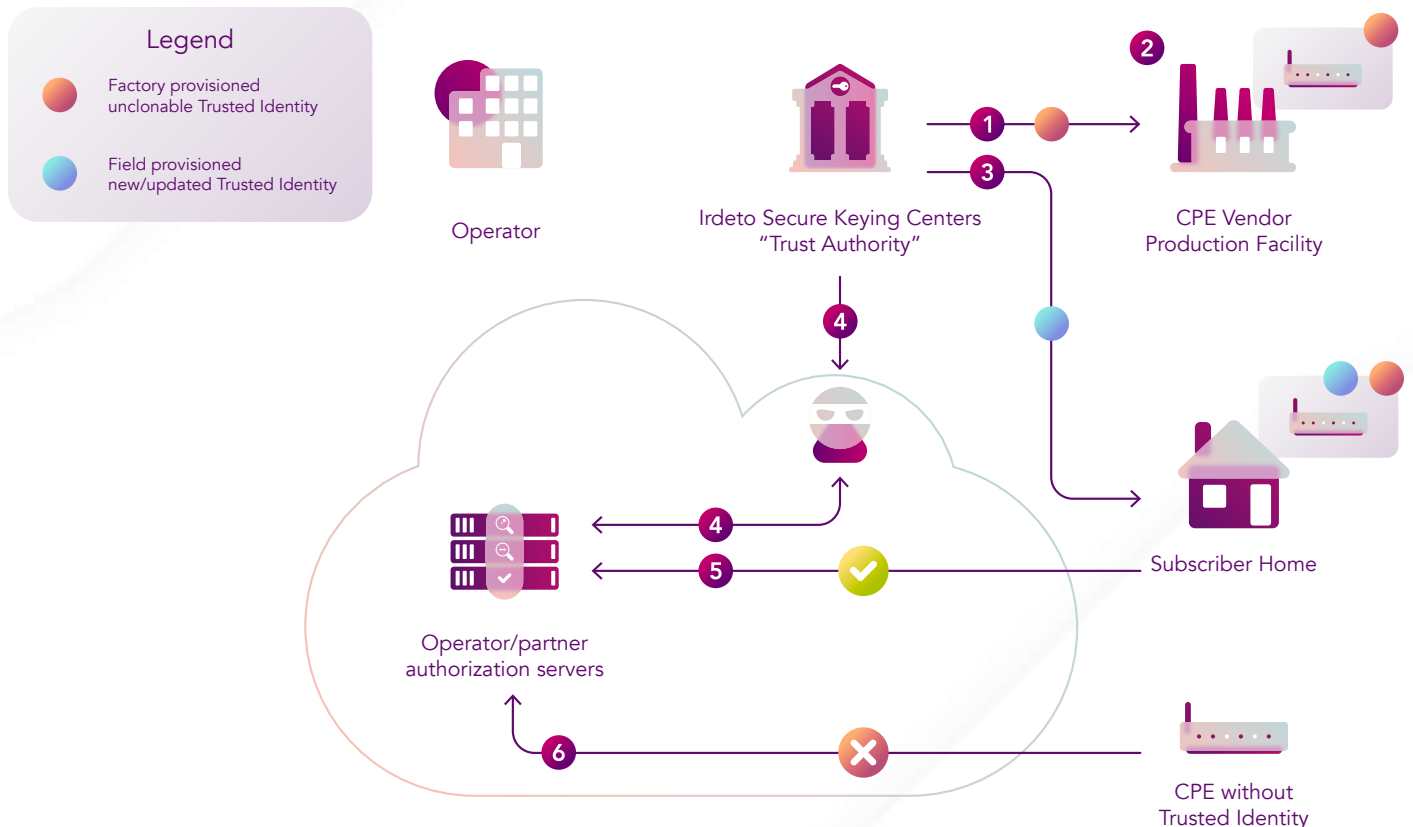 Legend
Factory provisioned
unclonable Trusted Identity
Field provisioned
new/updated Trusted Identity
Operator
Irdeto Secure Keying Centers
“Trust Authority”
1
2
3
CPE Vendor
Production Facility
4
4
5
Subscriber Home
Operator/partner
authorization servers
6
CPE without
Trusted Identity